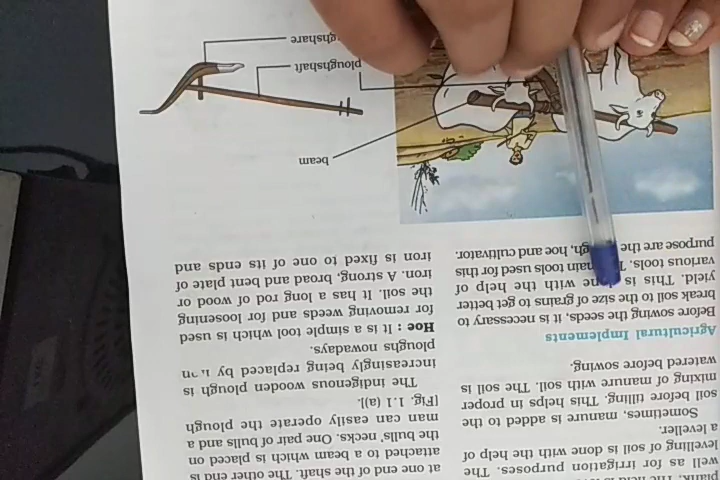 plank. The field
well as for irrigation purposes. The
levelling of soil is done with the help of
a leveller.
Sometimes, manure is added to the
soil before tilling. This helps in proper
mixing of manure with soil. The soil is
watered before sowing.
Agricultural Implements
Before sowing the seeds, it is necessary to
break soil to the size of grains to get better
yield. This is done with the help of
various tools. main tools used for this
purpose are the hoe and cultivator.
at one end of the shaft. The other end is
attached to a beam which is placed on
the bulls' necks. One pair of bulls and a
man can easily operate the plough
[Fig. 1.1 (a)].
The indigenous wooden plough is
increasingly being replaced by
ploughs nowadays.
Hoe : It is a simple tool which is used
for removing weeds and for loosening
the soil. It has a long rod of wood or
iron. A strong, broad and bent plate of
iron is fixed to one of its ends and
beam
ploughshaft
ghshare